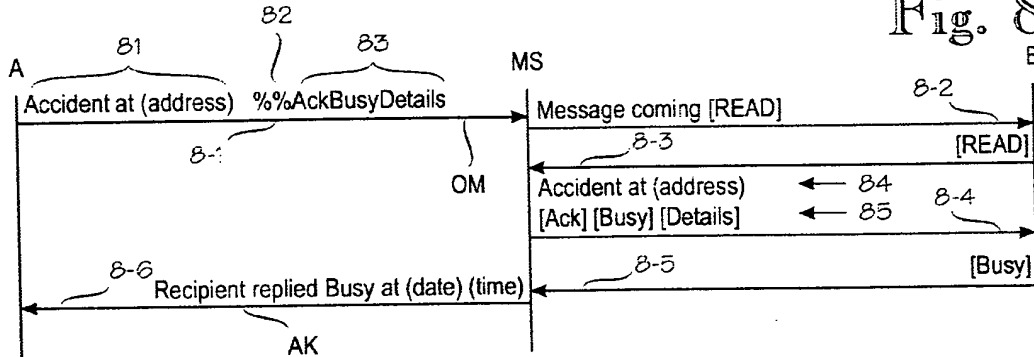 Fig. 8
82
81
83
A
MS
B
Accident at (address) %%AckBusyDetails
8-1
OM
Message coming [READ]
8-2
8-3
[READ]
Accident at (address)
84
[Ack] [Busy] [Details]
85
8-4
8-5
[Busy]
8-6
Recipient replied Busy at (date) (time)
AK